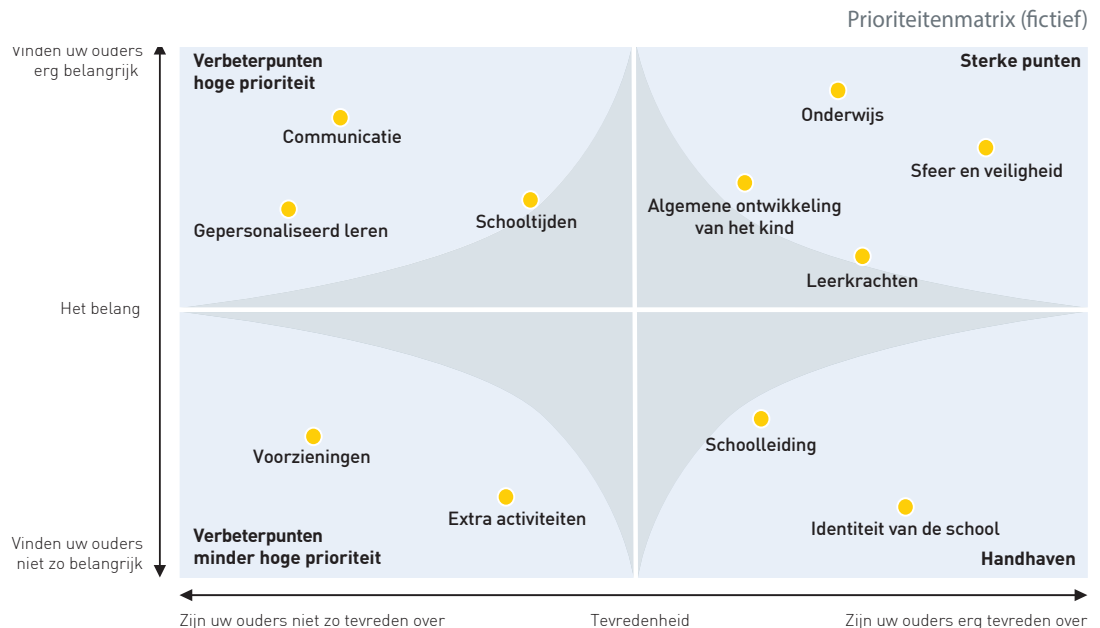 Prioriteitenmatrix (fictief)
Vinden uw ouders
erg belangrijk
Verbeterpunten
hoge prioriteit
Sterke punten
Onderwijs
Communicatie
Sfeer en veiligheid
Algemene ontwikkeling
van het kind
Schooltijden
Gepersonaliseerd leren
Leerkrachten
Het belang
Schoolleiding
Voorzieningen
Extra activiteiten
Identiteit van de school
Verbeterpunten
minder hoge prioriteit
Handhaven
Vinden uw ouders
niet zo belangrijk
Zijn uw ouders niet zo tevreden over
Tevredenheid
Zijn uw ouders erg tevreden over